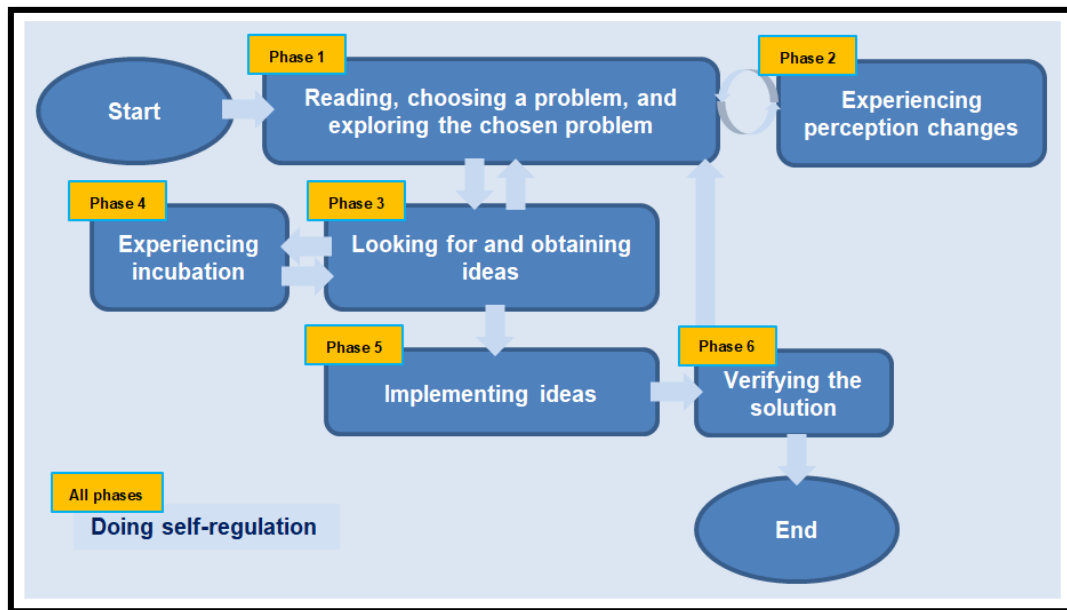 Phase 1
Phase 2
Start
Reading, choosing a problem, and
exploring the chosen problem
Experiencing
perception changes
Phase 4
Phase 3
Experiencing
incubation
Looking for and obtaining
ideas
Phase 5
Phase 6
Implementing ideas
Verifying the
solution
All phases
Doing self-regulation
End